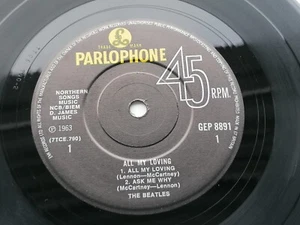 TRADE MARK
PARLOPHONE
45
R.P.M.
NORTHERN
SONGS
MUSIC
NCB/BIEM
D. JAMES
MUSIC
℗ 1963
(7TCE.790)
1
GEP 8891
1
ALL MY LOVING
1. ALL MY LOVING
(Lennon—McCartney)
2. ASK ME WHY
(McCartney—Lennon)
THE BEATLES